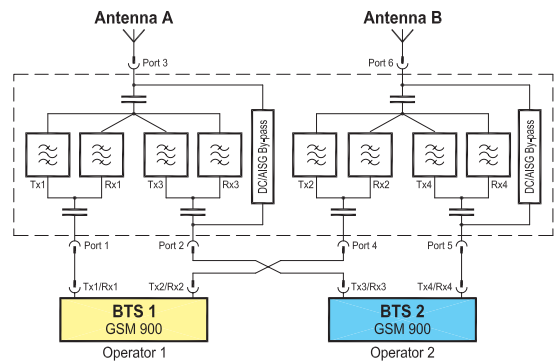 Antenna A
Antenna B
Port 3
Port 6
DC/AISG By-pass
DC/AISG By-pass
Tx1
Rx1
Tx3
Rx3
Tx2
Rx2
Tx4
Rx4
Port 1
Port 2
Port 4
Port 5
Tx1/Rx1
Tx2/Rx2
Tx3/Rx3
Tx4/Rx4
BTS 1
GSM 900
BTS 2
GSM 900
Operator 1
Operator 2